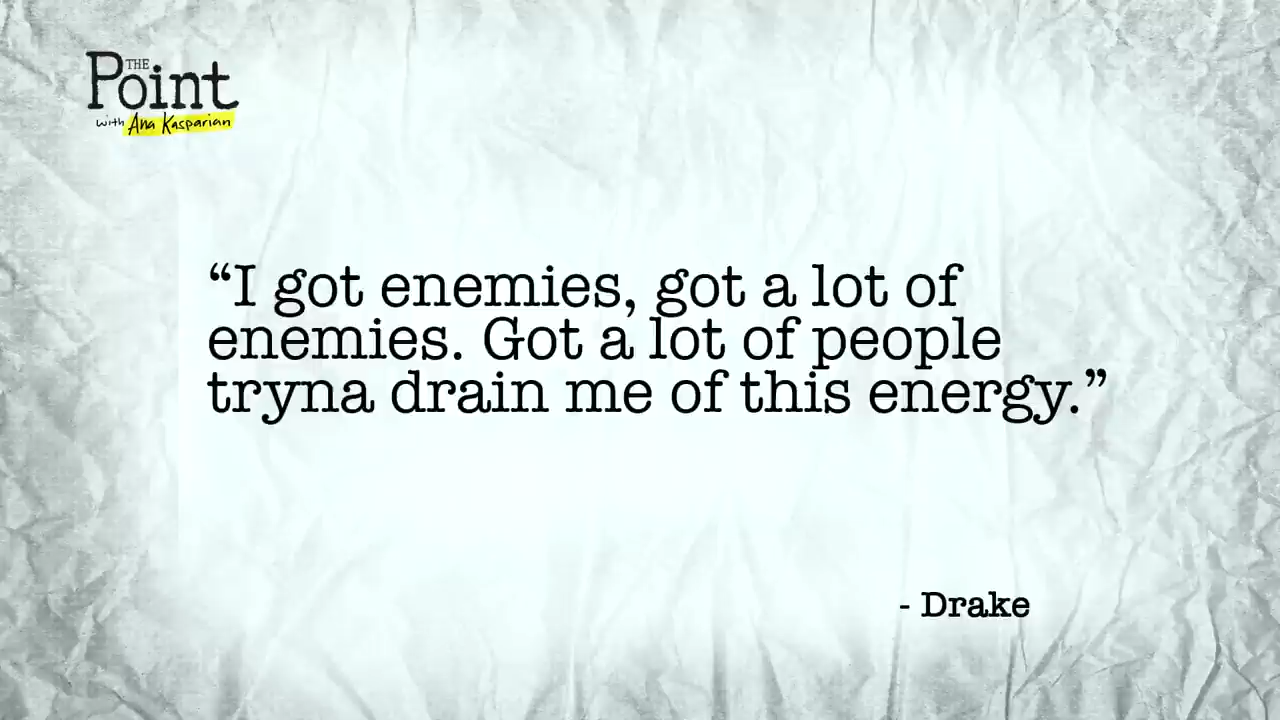 THE
Point
with Ana Kasparian
“I got enemies, got a lot of
enemies. Got a lot of people
tryna drain me of this energy.”
- Drake